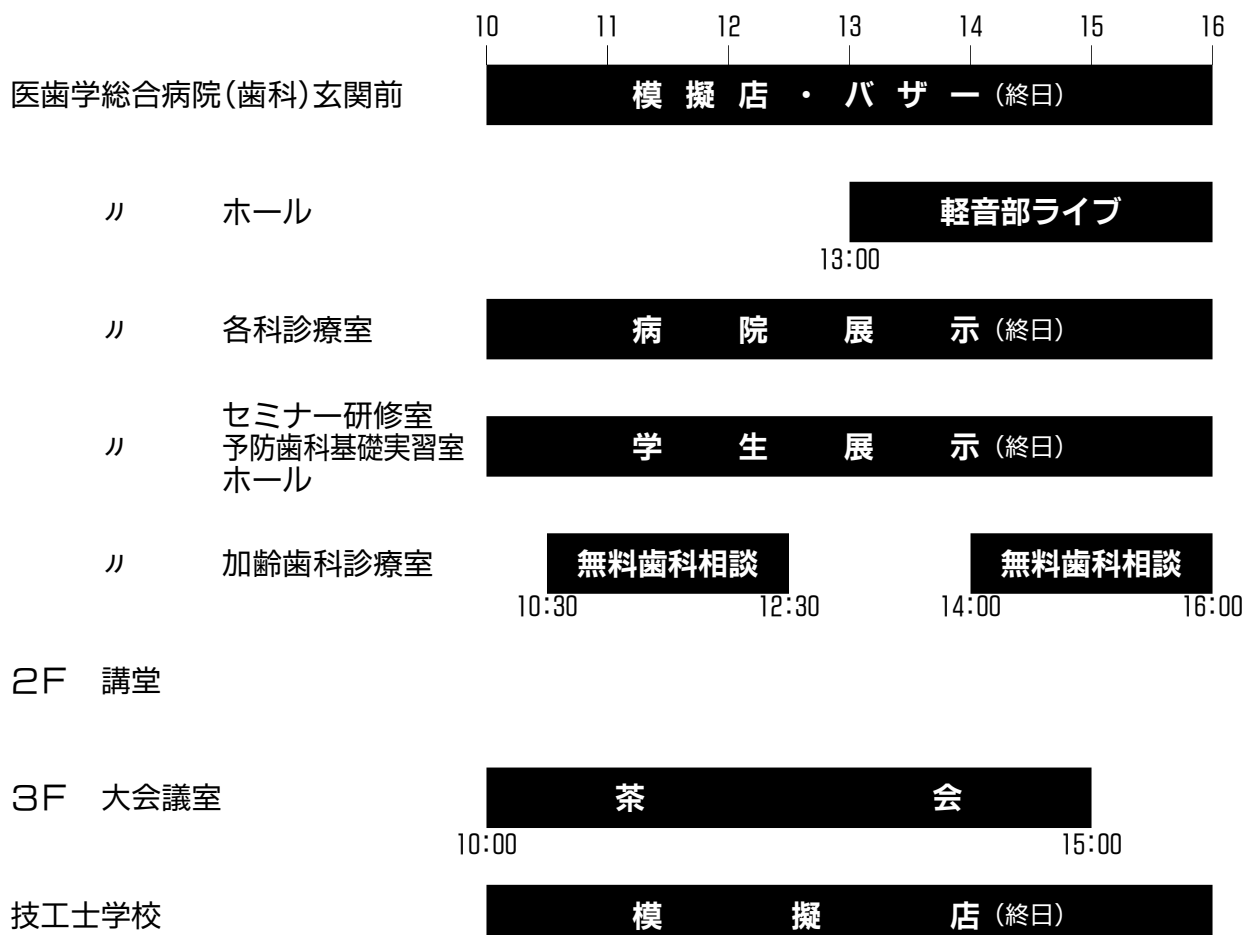 10 11 12 13 14 15 16
医歯学総合病院(歯科)玄関前 模擬店・バザー(終日)
〃 ホール 軽音部ライブ
13:00
〃 各科診療室 病院展示(終日)
セミナー研修室
〃 予防歯科基礎実習室 学生展示(終日)
ホール
〃 加齢歯科診療室 無料歯科相談 無料歯科相談
10:30 12:30 14:00 16:00
2F 講堂
3F 大会議室 茶会
10:00 15:00
技工士学校 模擬店(終日)